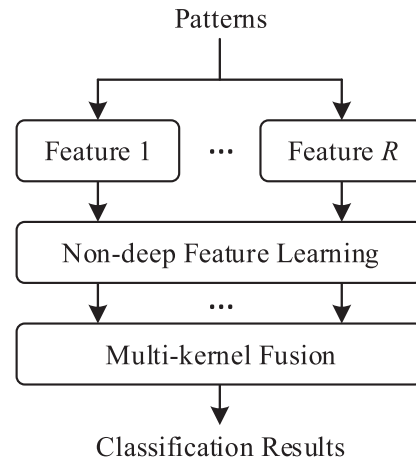 Patterns
Feature 1 ... Feature R
Non-deep Feature Learning
...
Multi-kernel Fusion
Classification Results